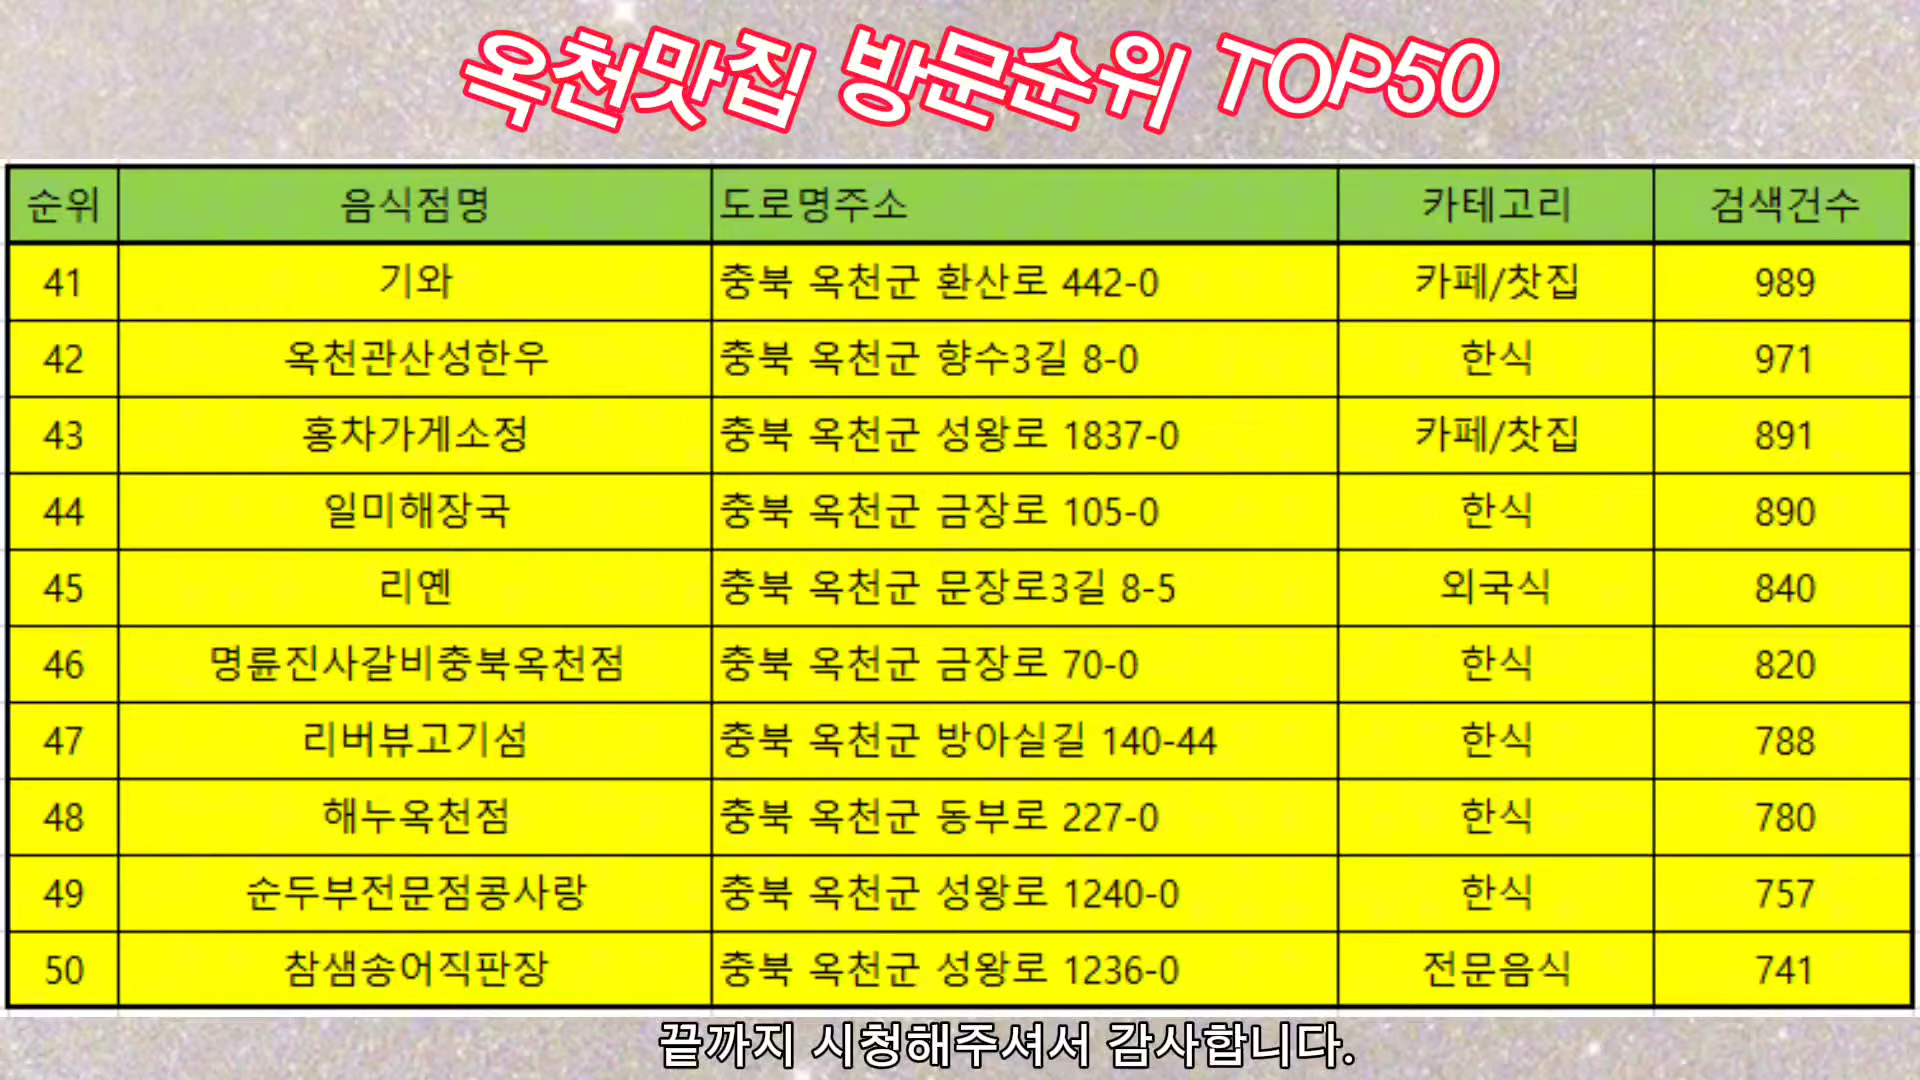 옥천맛집 방문순위 TOP50
순위 음식점명 도로명주소 카테고리 검색건수
41 기와 충북 옥천군 환산로 442-0 카페/찻집 989
42 옥천관산성한우 충북 옥천군 향수3길 8-0 한식 971
43 홍차가게소정 충북 옥천군 성왕로 1837-0 카페/찻집 891
44 일미해장국 충북 옥천군 금장로 105-0 한식 890
45 리옌 충북 옥천군 문장로3길 8-5 외국식 840
46 명륜진사갈비충북옥천점 충북 옥천군 금장로 70-0 한식 820
47 리버뷰고기섬 충북 옥천군 방아실길 140-44 한식 788
48 해누옥천점 충북 옥천군 동부로 227-0 한식 780
49 순두부전문점콩사랑 충북 옥천군 성왕로 1240-0 한식 757
50 참샘송어직판장 충북 옥천군 성왕로 1236-0 전문음식 741
끝까지 시청해주셔서 감사합니다.